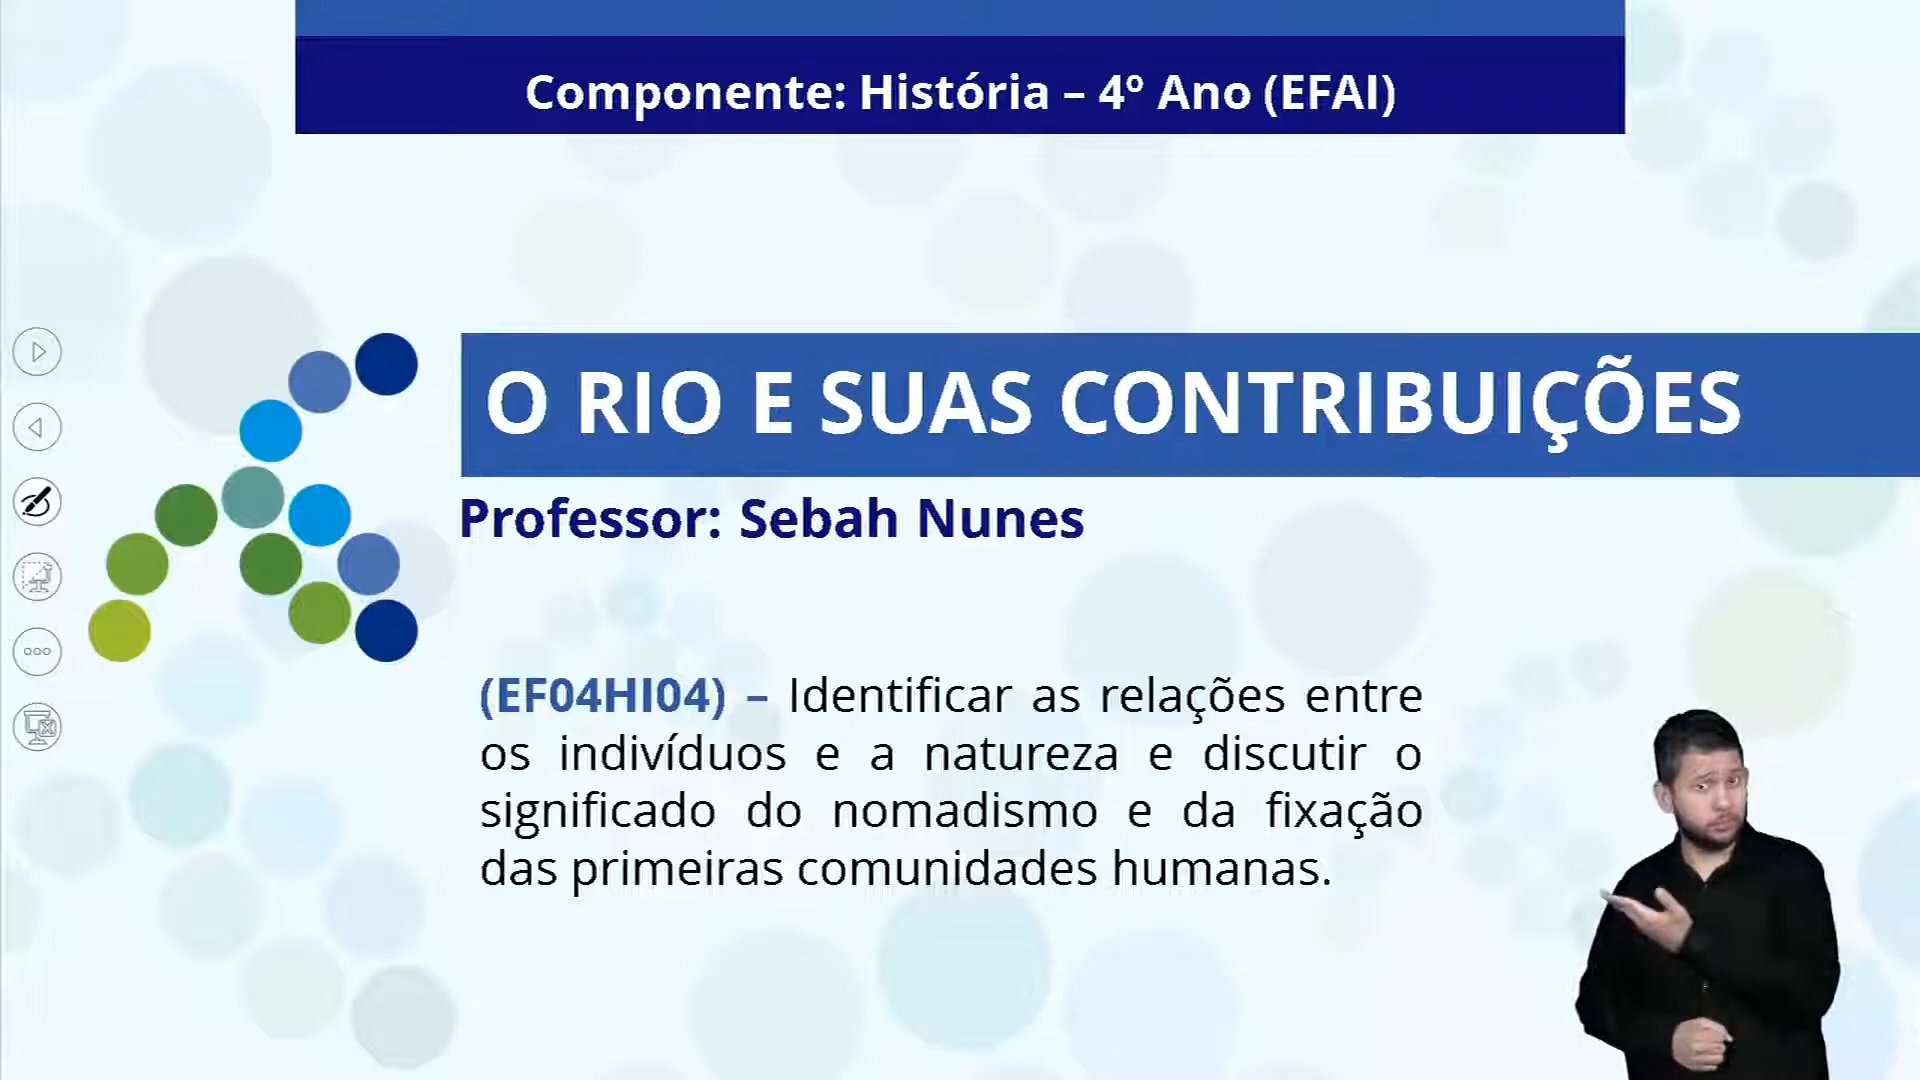 Componente: História – 4º Ano (EFAI)
O RIO E SUAS CONTRIBUIÇÕES
Professor: Sebah Nunes
(EF04HI04) – Identificar as relações entre
os indivíduos e a natureza e discutir o
significado do nomadismo e da fixação
das primeiras comunidades humanas.